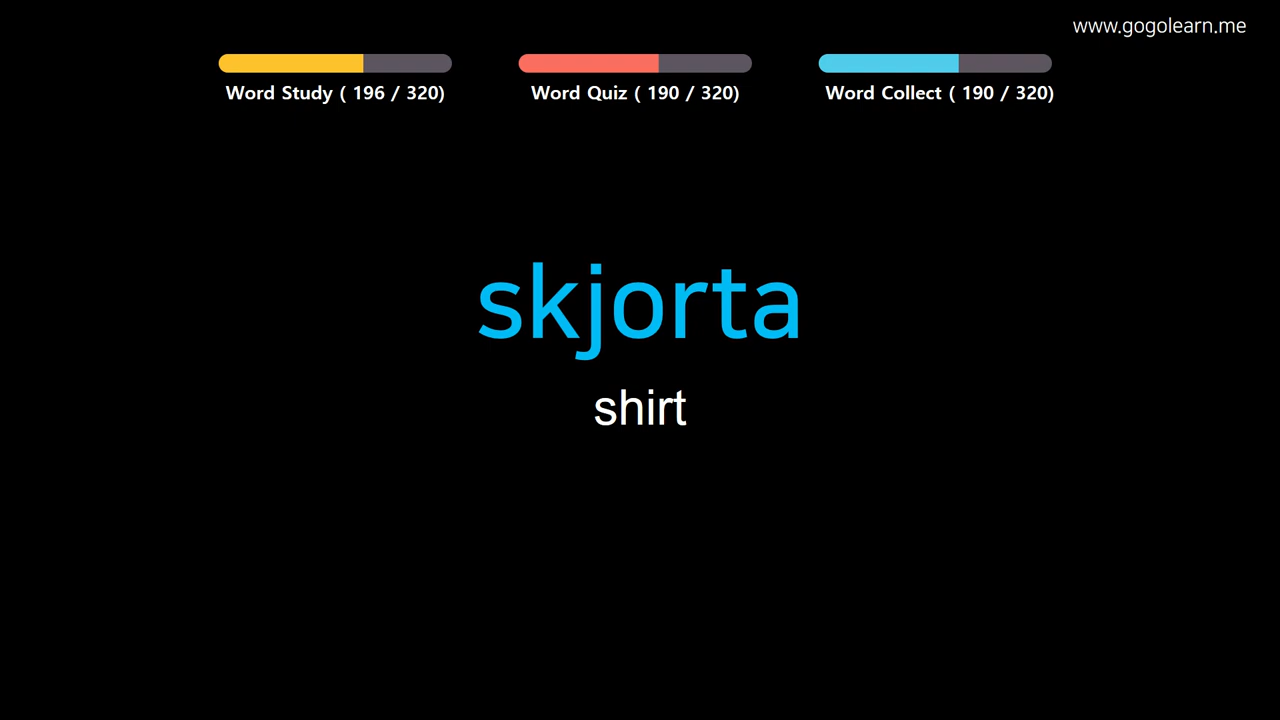 www.gogolearn.me
Word Study ( 196 / 320)
Word Quiz ( 190 / 320)
Word Collect ( 190 / 320)
skjorta
shirt